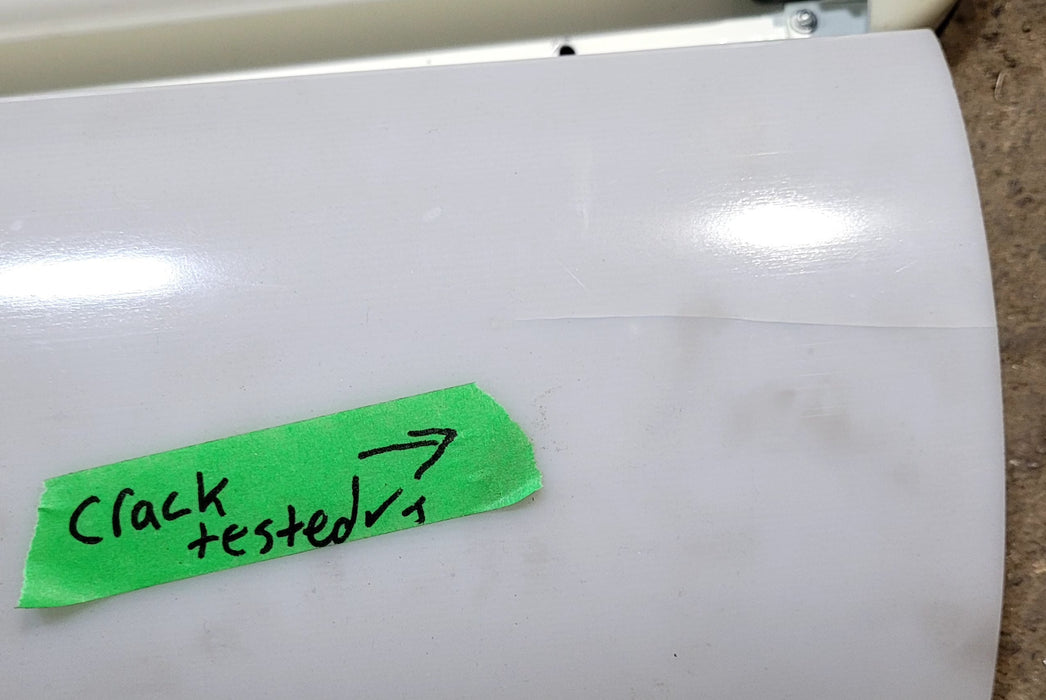 crack →
tested✓